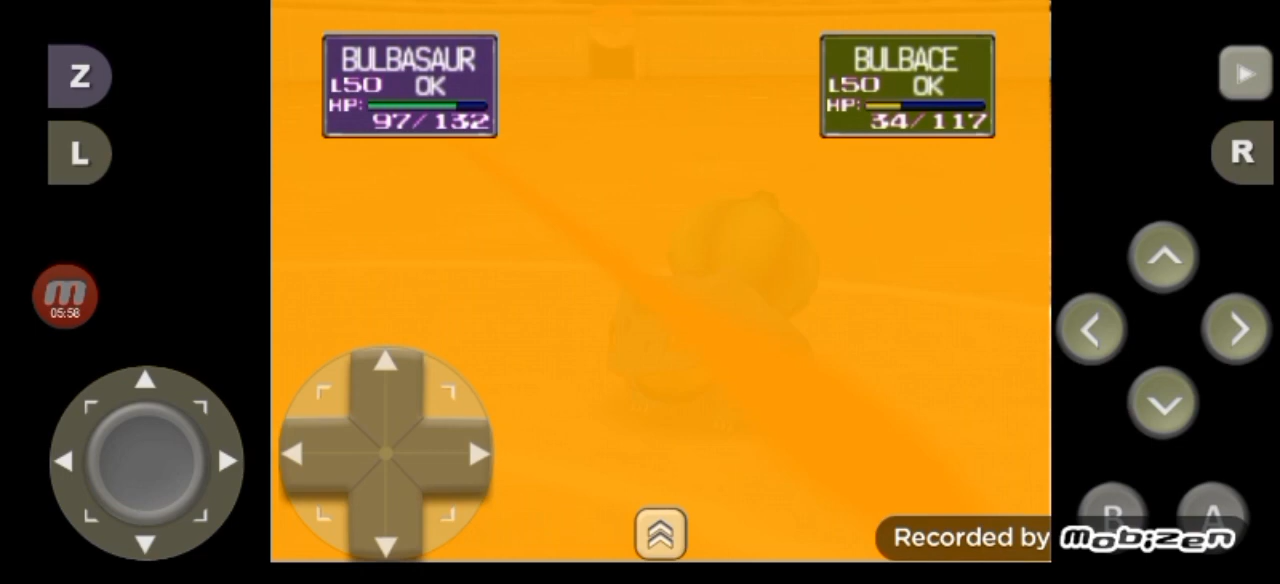 Z
L
R
BULBASAUR
L50 OK
HP:
97/132
BULBACE
L50 OK
HP:
34/117
m
05:58
B
A
Recorded by mobizen